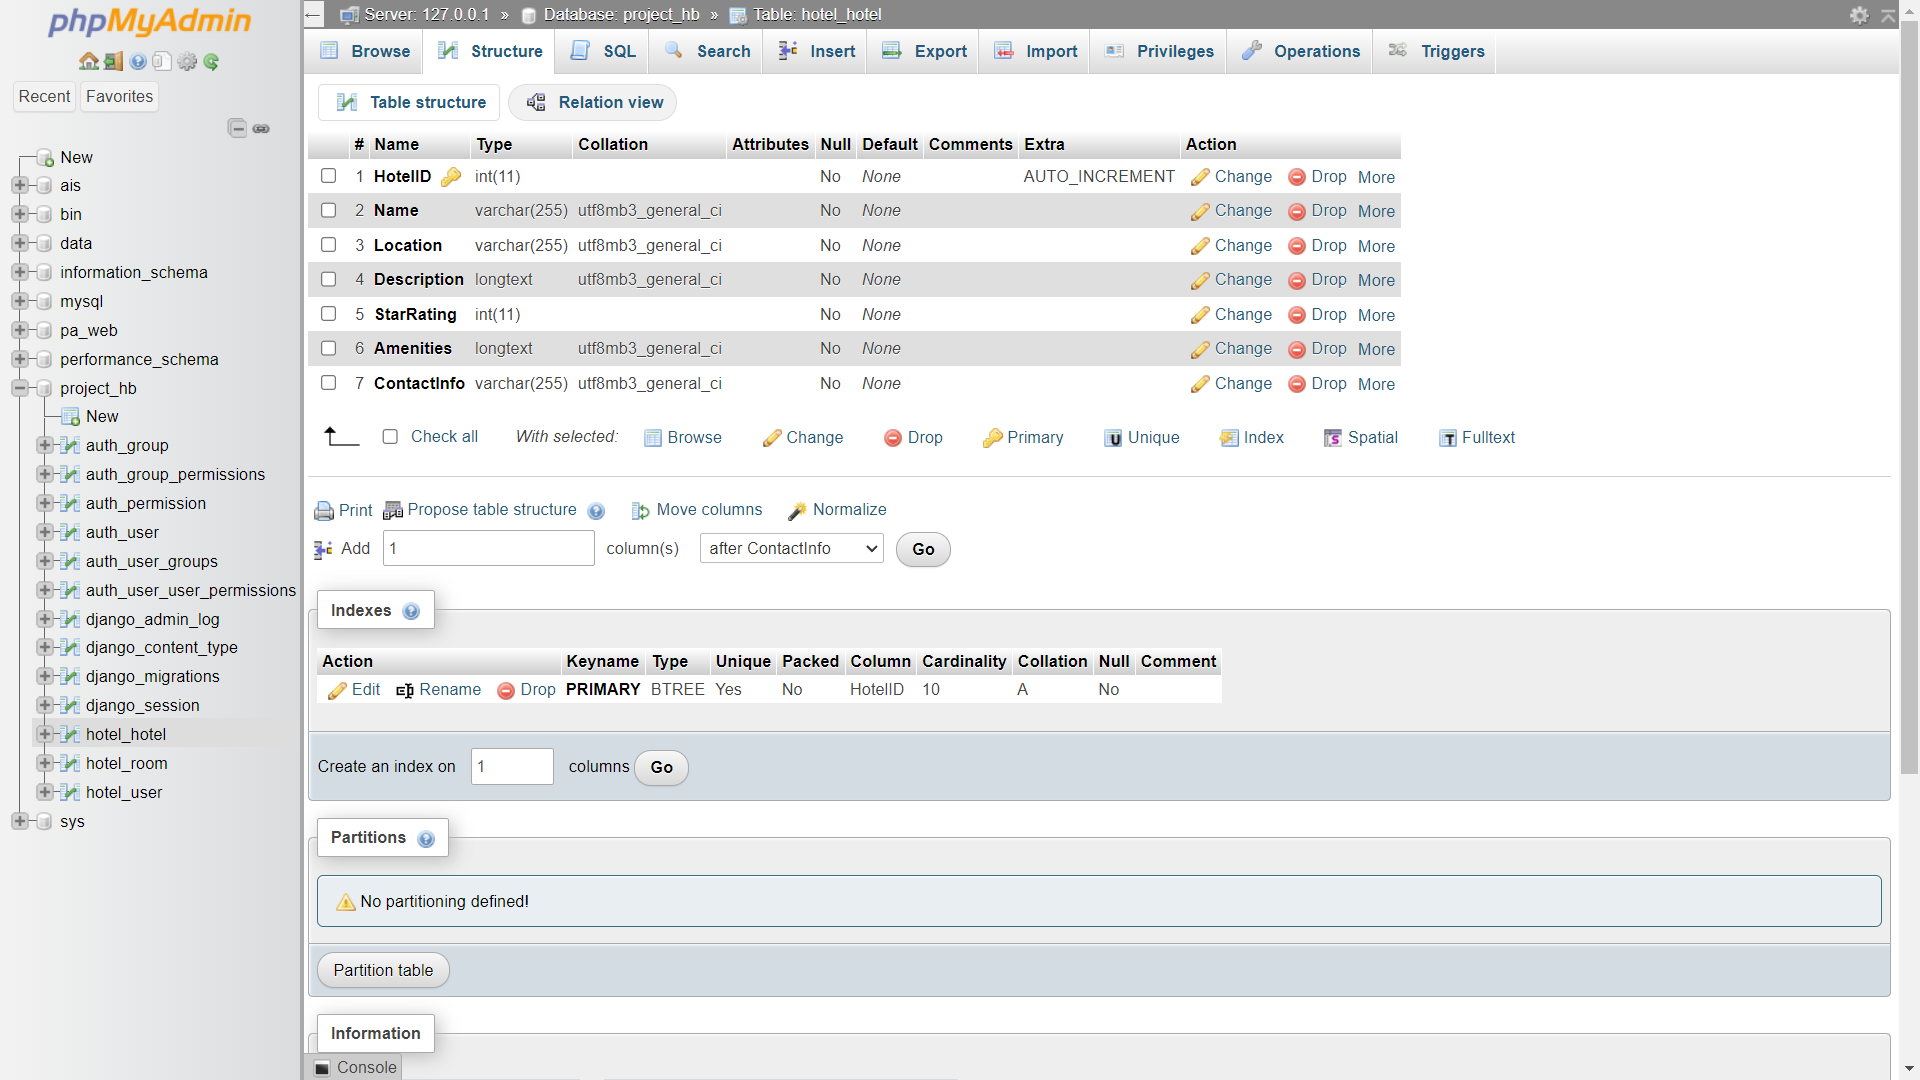 phpMyAdmin
Recent Favorites
New
ais
bin
data
information_schema
mysql
pa_web
performance_schema
project_hb
New
auth_group
auth_group_permissions
auth_permission
auth_user
auth_user_groups
auth_user_user_permissions
django_admin_log
django_content_type
django_migrations
django_session
hotel_hotel
hotel_room
hotel_user
sys
← Server: 127.0.0.1 » Database: project_hb » Table: hotel_hotel
Browse Structure SQL Search Insert Export Import Privileges Operations Triggers
Table structure Relation view
# Name Type Collation Attributes Null Default Comments Extra Action
1 HotelID int(11) No None AUTO_INCREMENT Change Drop More
2 Name varchar(255) utf8mb3_general_ci No None Change Drop More
3 Location varchar(255) utf8mb3_general_ci No None Change Drop More
4 Description longtext utf8mb3_general_ci No None Change Drop More
5 StarRating int(11) No None Change Drop More
6 Amenities longtext utf8mb3_general_ci No None Change Drop More
7 ContactInfo varchar(255) utf8mb3_general_ci No None Change Drop More
Check all With selected: Browse Change Drop Primary Unique Index Spatial Fulltext
Print Propose table structure Move columns Normalize
Add 1 column(s) after ContactInfo Go
Indexes
Action Keyname Type Unique Packed Column Cardinality Collation Null Comment
Edit Rename Drop PRIMARY BTREE Yes No HotelID 10 A No
Create an index on 1 columns Go
Partitions
No partitioning defined!
Partition table
Information
Console